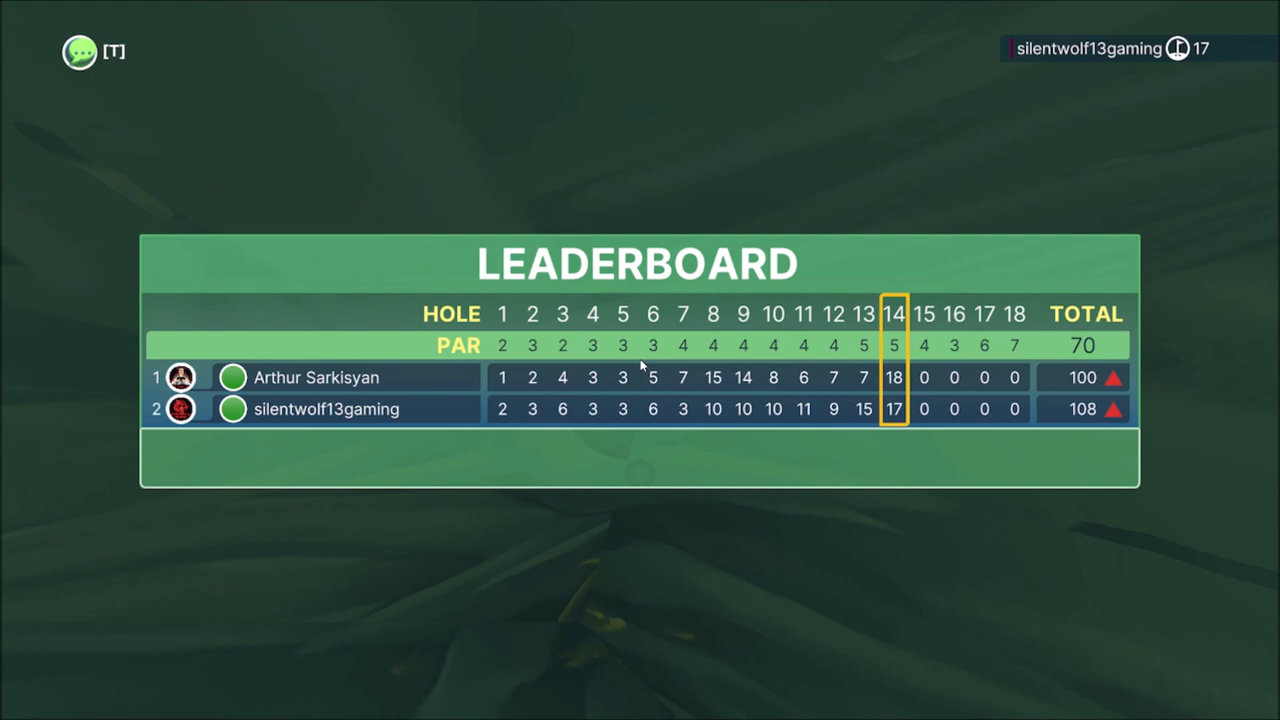 [T]
silentwolf13gaming 17
LEADERBOARD
HOLE 1 2 3 4 5 6 7 8 9 10 11 12 13 14 15 16 17 18 TOTAL
PAR 2 3 2 3 3 3 4 4 4 4 4 4 5 5 4 3 6 7 70
1 Arthur Sarkisyan 1 2 4 3 3 5 7 15 14 8 6 7 7 18 0 0 0 0 100
2 silentwolf13gaming 2 3 6 3 3 6 3 10 10 10 11 9 15 17 0 0 0 0 108